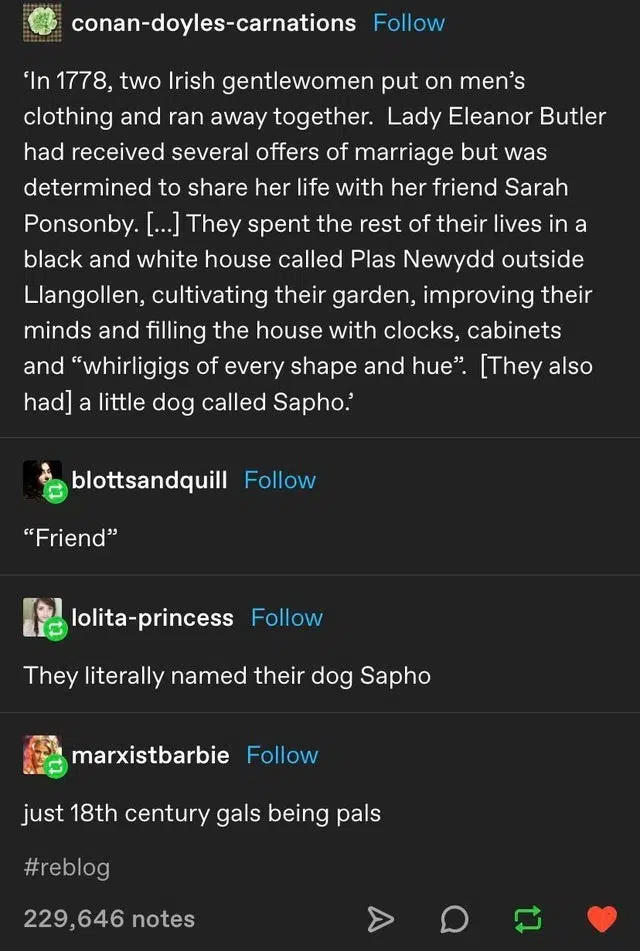 conan-doyles-carnations Follow
‘In 1778, two Irish gentlewomen put on men’s
clothing and ran away together.  Lady Eleanor Butler
had received several offers of marriage but was
determined to share her life with her friend Sarah
Ponsonby. [...] They spent the rest of their lives in a
black and white house called Plas Newydd outside
Llangollen, cultivating their garden, improving their
minds and filling the house with clocks, cabinets
and “whirligigs of every shape and hue”.  [They also
had] a little dog called Sapho.’
blottsandquill Follow
“Friend”
lolita-princess Follow
They literally named their dog Sapho
marxistbarbie Follow
just 18th century gals being pals
#reblog
229,646 notes